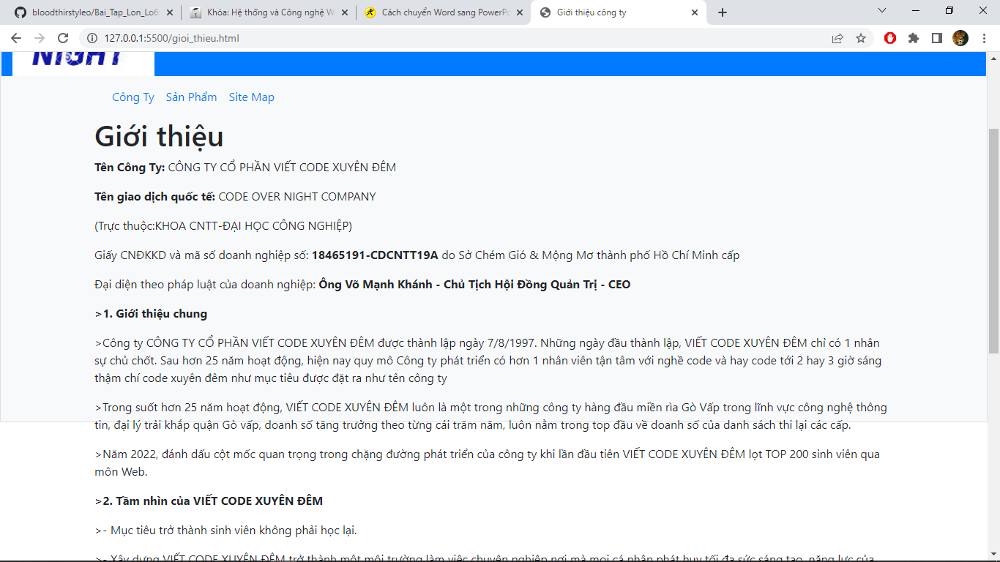 bloodthirstyleo/Bai_Tap_Lon_Lo6
Khóa: Hệ thống và Công nghệ W
Cách chuyển Word sang PowerPo
Giới thiệu công ty
127.0.0.1:5500/gioi_thieu.html
NIGHT
Công Ty Sản Phẩm Site Map
Giới thiệu
Tên Công Ty: CÔNG TY CỔ PHẦN VIẾT CODE XUYÊN ĐÊM
Tên giao dịch quốc tế: CODE OVER NIGHT COMPANY
(Trực thuộc:KHOA CNTT-ĐẠI HỌC CÔNG NGHIỆP)
Giấy CNĐKKD và mã số doanh nghiệp số: 18465191-CDCNTT19A do Sở Chém Gió & Mộng Mơ thành phố Hồ Chí Minh cấp
Đại diện theo pháp luật của doanh nghiệp: Ông Võ Mạnh Khánh - Chủ Tịch Hội Đồng Quản Trị - CEO
>1. Giới thiệu chung
>Công ty CÔNG TY CỔ PHẦN VIẾT CODE XUYÊN ĐÊM được thành lập ngày 7/8/1997. Những ngày đầu thành lập, VIẾT CODE XUYÊN ĐÊM chỉ có 1 nhân
sự chủ chốt. Sau hơn 25 năm hoạt động, hiện nay quy mô Công ty phát triển có hơn 1 nhân viên tận tâm với nghề code và hay code tới 2 hay 3 giờ sáng
thậm chí code xuyên đêm như mục tiêu được đặt ra như tên công ty
>Trong suốt hơn 25 năm hoạt động, VIẾT CODE XUYÊN ĐÊM luôn là một trong những công ty hàng đầu miền rìa Gò Vấp trong lĩnh vực công nghệ thông
tin, đại lý trải khắp quận Gò vấp, doanh số tăng trưởng theo từng cái trăm năm, luôn nằm trong top đầu về doanh số của danh sách thi lại các cấp.
>Năm 2022, đánh dấu cột mốc quan trọng trong chặng đường phát triển của công ty khi lần đầu tiên VIẾT CODE XUYÊN ĐÊM lọt TOP 200 sinh viên qua
môn Web.
>2. Tầm nhìn của VIẾT CODE XUYÊN ĐÊM
>- Mục tiêu trở thành sinh viên không phải học lại.
>- Xây dựng VIẾT CODE XUYÊN ĐÊM trở thành một môi trường làm việc chuyên nghiệp nơi mà mọi cá nhân phát huy tối đa sức sáng tạo, năng lực của